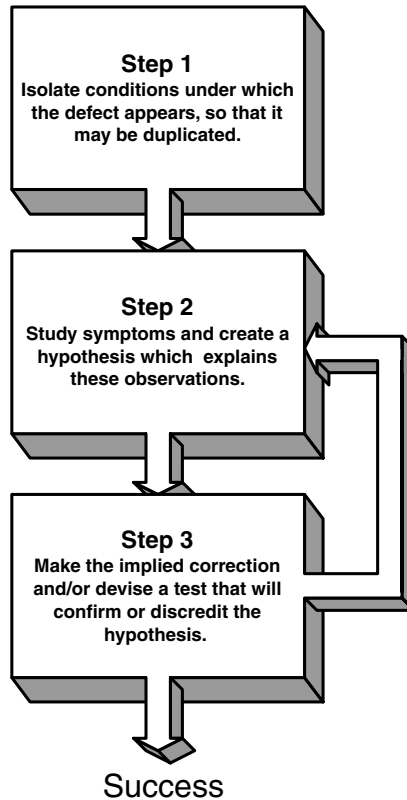 Step 1
Isolate conditions under which
the defect appears, so that it
may be duplicated.
Step 2
Study symptoms and create a
hypothesis which explains
these observations.
Step 3
Make the implied correction
and/or devise a test that will
confirm or discredit the
hypothesis.
Success